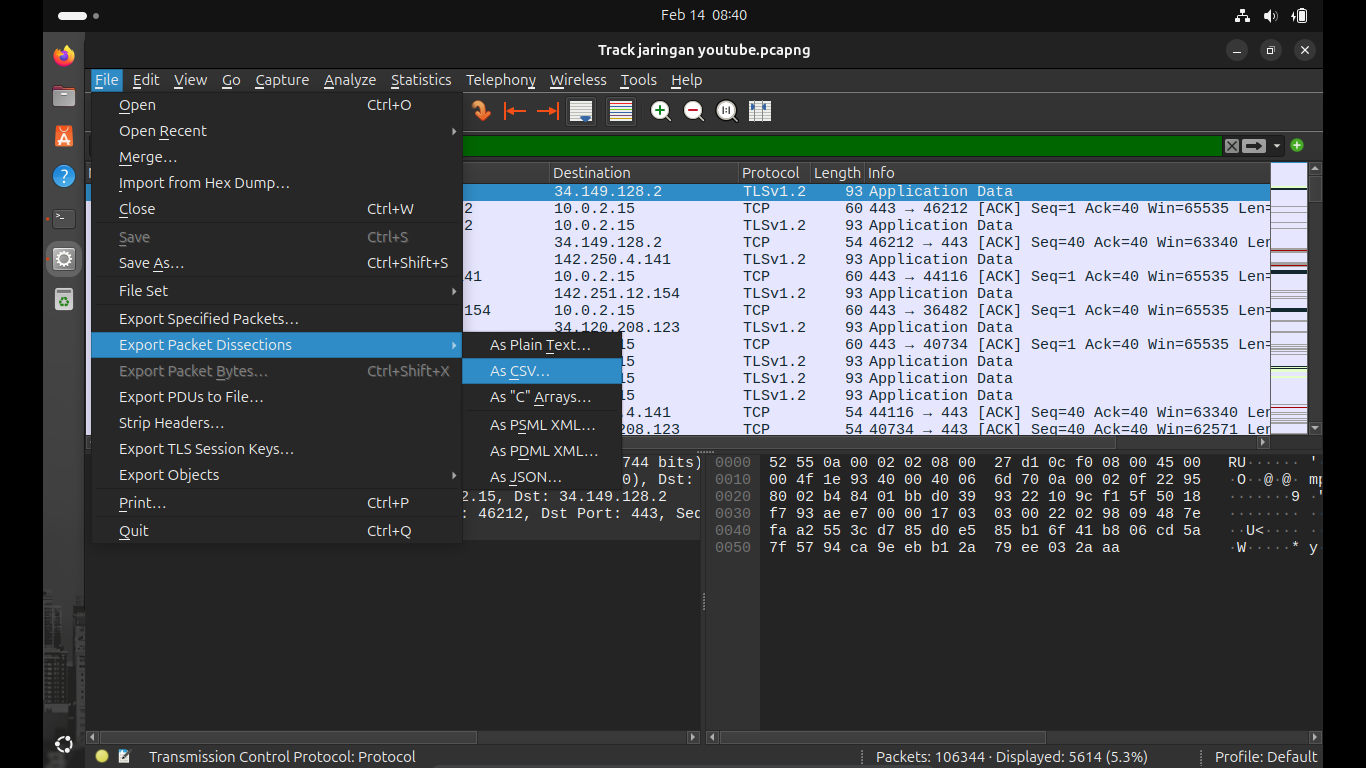 Feb 14 08:40
Track jaringan youtube.pcapng
File Edit View Go Capture Analyze Statistics Telephony Wireless Tools Help
Open Ctrl+O
Open Recent
Merge…
Import from Hex Dump…
Close Ctrl+W
Save Ctrl+S
Save As… Ctrl+Shift+S
File Set
Export Specified Packets…
Export Packet Dissections
Export Packet Bytes… Ctrl+Shift+X
Export PDUs to File…
Strip Headers…
Export TLS Session Keys…
Export Objects
Print… Ctrl+P
Quit Ctrl+Q
As Plain Text…
As CSV…
As "C" Arrays…
As PSML XML…
As PDML XML…
As JSON…
Destination Protocol Length Info
34.149.128.2 TLSv1.2 93 Application Data
2 10.0.2.15 TCP 60 443 → 46212 [ACK] Seq=1 Ack=40 Win=65535 Len=
2 10.0.2.15 TLSv1.2 93 Application Data
34.149.128.2 TCP 54 46212 → 443 [ACK] Seq=40 Ack=40 Win=63340 Len
142.250.4.141 TLSv1.2 93 Application Data
41 10.0.2.15 TCP 60 443 → 44116 [ACK] Seq=1 Ack=40 Win=65535 Len=
142.251.12.154 TLSv1.2 93 Application Data
154 10.0.2.15 TCP 60 443 → 36482 [ACK] Seq=1 Ack=40 Win=65535 Len=
34.120.208.123 TLSv1.2 93 Application Data
15 TCP 60 443 → 40734 [ACK] Seq=1 Ack=40 Win=65535 Len=
15 TLSv1.2 93 Application Data
15 TLSv1.2 93 Application Data
15 TLSv1.2 93 Application Data
.4.141 TCP 54 44116 → 443 [ACK] Seq=40 Ack=40 Win=63340 Len
208.123 TCP 54 40734 → 443 [ACK] Seq=40 Ack=40 Win=62571 Len
744 bits)
0), Dst:
2.15, Dst: 34.149.128.2
: 46212, Dst Port: 443, Seq
0000 52 55 0a 00 02 02 08 00 27 d1 0c f0 08 00 45 00 RU······ '
0010 00 4f 1e 93 40 00 40 06 6d 70 0a 00 02 0f 22 95 ·O··@·@· mp
0020 80 02 b4 84 01 bb d0 39 93 22 10 9c f1 5f 50 18 ·······9 ·"
0030 f7 93 ae e7 00 00 17 03 03 00 22 02 98 09 48 7e ········
0040 fa a2 55 3c d7 85 d0 e5 85 b1 6f 41 b8 06 cd 5a ··U<····
0050 7f 57 94 ca 9e eb b1 2a 79 ee 03 2a aa ·W·····* y
Transmission Control Protocol: Protocol
Packets: 106344 · Displayed: 5614 (5.3%)
Profile: Default